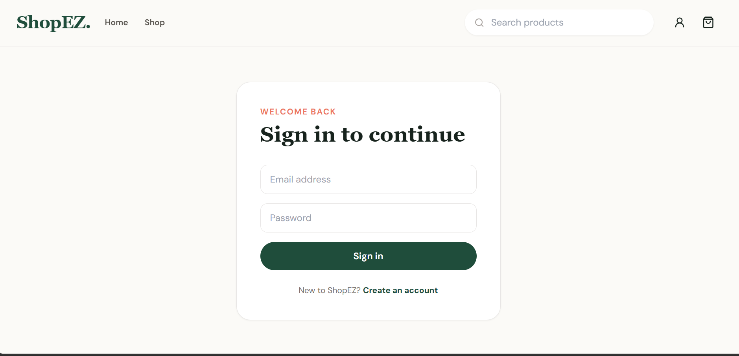 ShopEZ. Home Shop Search products
WELCOME BACK
Sign in to continue
Email address
Password
Sign in
New to ShopEZ? Create an account